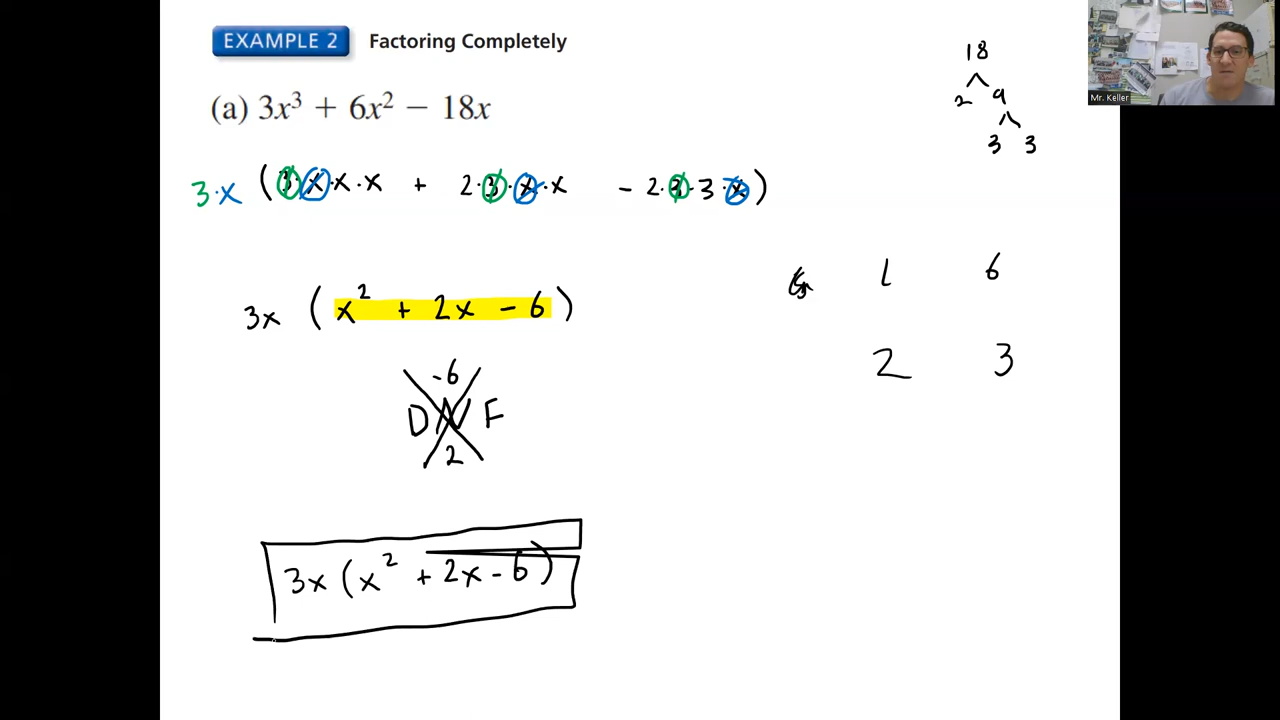 EXAMPLE 2 Factoring Completely
(a) 3x³ + 6x² − 18x
18
2 9
3 3
Mr. Keller
3·x (3·x·x·x + 2·3·x·x − 2·3·3·x)
1 6
3x (x² + 2x − 6)
2 3
-6
DNF
2
3x (x² + 2x − 6)